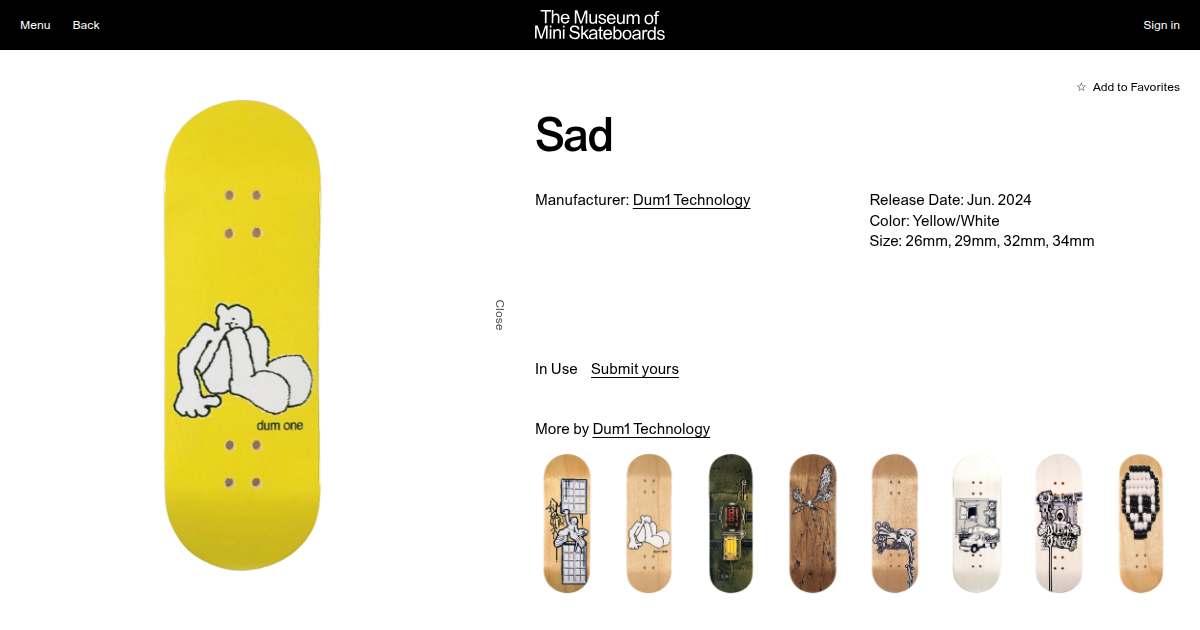 Menu
Back
The Museum of
Mini Skateboards
Sign in
☆ Add to Favorites
Sad
Manufacturer: Dum1 Technology
Release Date: Jun. 2024
Color: Yellow/White
Size: 26mm, 29mm, 32mm, 34mm
Close
dum one
In Use Submit yours
More by Dum1 Technology